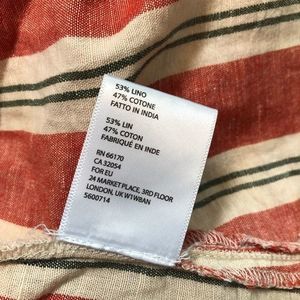 53% LINO
47% COTONE
FATTO IN INDIA
53% LIN
47% COTON
FABRIQUÉ EN INDE
RN 66170
CA 32054
FOR EU
24 MARKET PLACE, 3RD FLOOR
LONDON, UK W1W8AN
5600714